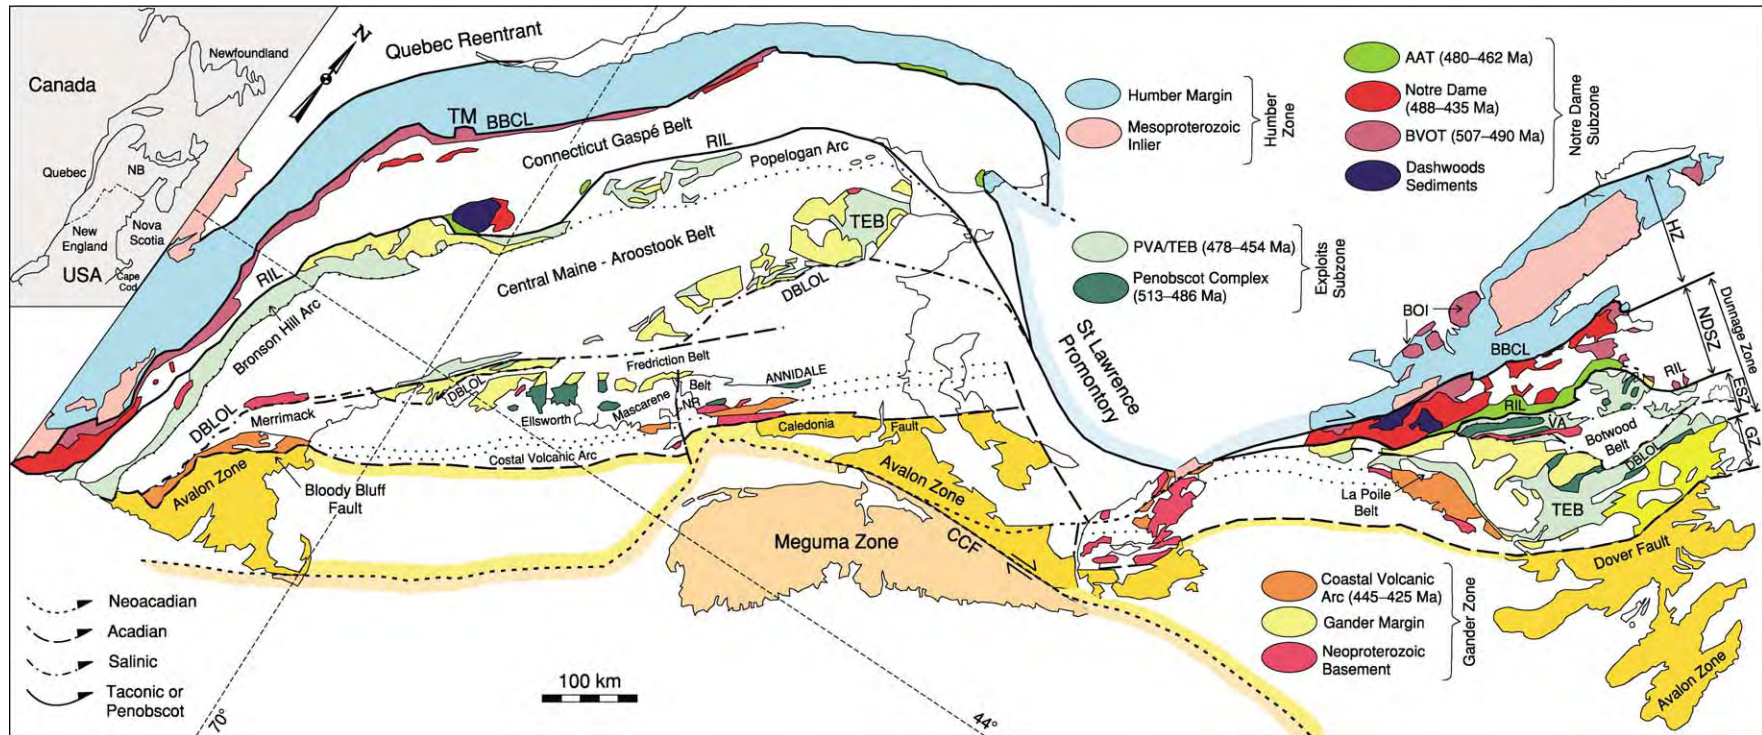 Canada
Newfoundland
Quebec
NB
New
England
Nova
Scotia
USA
Cape
Cod
N
Quebec Reentrant
TM
BBCL
Connecticut Gaspé Belt
RIL
Popelogan Arc
RIL
Bronson Hill Arc
Central Maine - Aroostook Belt
TEB
DBLOL
DBLOL
Merrimack
DBLOL
Fredriction Belt
Ellsworth
Mascarene
Belt
NR
ANNIDALE
Caledonia
Fault
Costal Volcanic Arc
Avalon Zone
Bloody Bluff
Fault
Avalon Zone
Meguma Zone
CCF
St Lawrence
Promontory
Humber Margin
Mesoproterozoic
Inlier
Humber
Zone
AAT (480–462 Ma)
Notre Dame
(488–435 Ma)
BVOT (507–490 Ma)
Dashwoods
Sediments
Notre Dame
Subzone
PVA/TEB (478–454 Ma)
Penobscot Complex
(513–486 Ma)
Exploits
Subzone
BOI
BBCL
HZ
NDSZ
Dunnage Zone
ESZ
GZ
RIL
RIL
VA
Botwood
Belt
DBLOL
La Poile
Belt
TEB
Dover Fault
Avalon Zone
Coastal Volcanic
Arc (445–425 Ma)
Gander Margin
Neoproterozoic
Basement
Gander Zone
Neoacadian
Acadian
Salinic
Taconic or
Penobscot
100 km
70°
44°